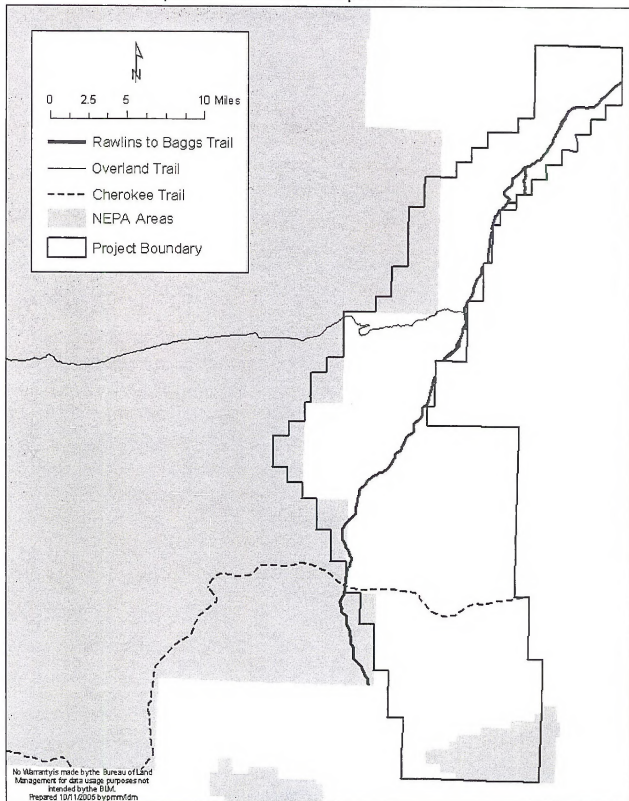 N
0 2.5 5 10 Miles
Rawlins to Baggs Trail
Overland Trail
Cherokee Trail
NEPA Areas
Project Boundary
No Warranty is made by the Bureau of Land
Management for data usage purposes not
intended by the BLM.
Prepared 10/11/2006 by pmm/ldm